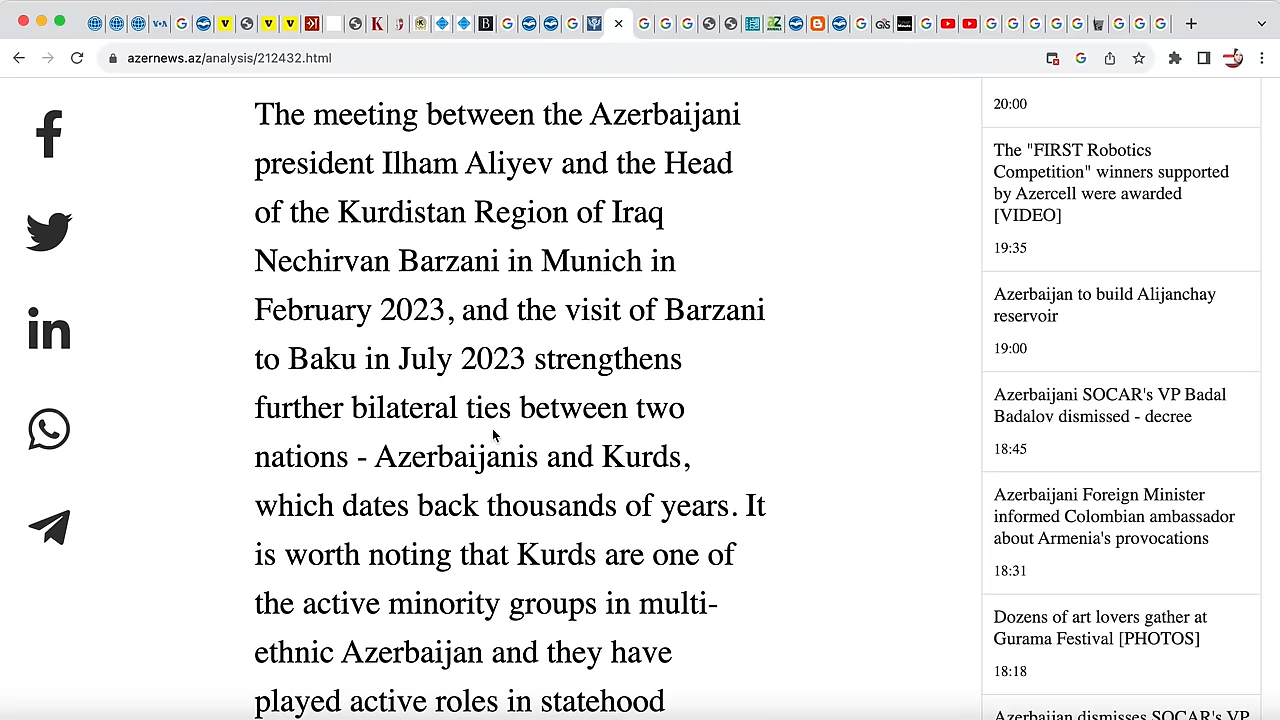 azernews.az/analysis/212432.html
The meeting between the Azerbaijani
president Ilham Aliyev and the Head
of the Kurdistan Region of Iraq
Nechirvan Barzani in Munich in
February 2023, and the visit of Barzani
to Baku in July 2023 strengthens
further bilateral ties between two
nations - Azerbaijanis and Kurds,
which dates back thousands of years. It
is worth noting that Kurds are one of
the active minority groups in multi-
ethnic Azerbaijan and they have
played active roles in statehood
20:00
The "FIRST Robotics
Competition" winners supported
by Azercell were awarded
[VIDEO]
19:35
Azerbaijan to build Alijanchay
reservoir
19:00
Azerbaijani SOCAR's VP Badal
Badalov dismissed - decree
18:45
Azerbaijani Foreign Minister
informed Colombian ambassador
about Armenia's provocations
18:31
Dozens of art lovers gather at
Gurama Festival [PHOTOS]
18:18
Azerbaijan dismisses SOCAR's VP